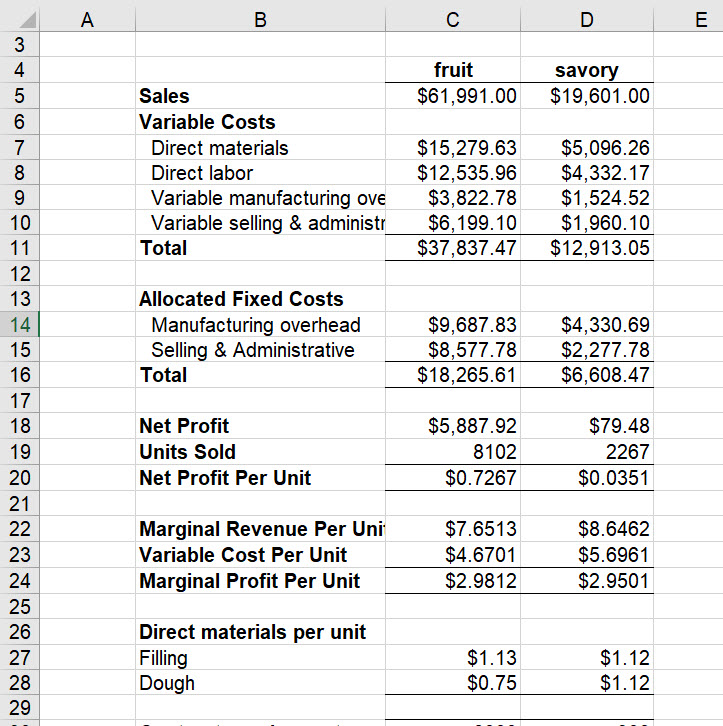 A B C D E
3
4 fruit savory
5 Sales $61,991.00 $19,601.00
6 Variable Costs
7 Direct materials $15,279.63 $5,096.26
8 Direct labor $12,535.96 $4,332.17
9 Variable manufacturing ove $3,822.78 $1,524.52
10 Variable selling & administr $6,199.10 $1,960.10
11 Total $37,837.47 $12,913.05
12
13 Allocated Fixed Costs
14 Manufacturing overhead $9,687.83 $4,330.69
15 Selling & Administrative $8,577.78 $2,277.78
16 Total $18,265.61 $6,608.47
17
18 Net Profit $5,887.92 $79.48
19 Units Sold 8102 2267
20 Net Profit Per Unit $0.7267 $0.0351
21
22 Marginal Revenue Per Uni $7.6513 $8.6462
23 Variable Cost Per Unit $4.6701 $5.6961
24 Marginal Profit Per Unit $2.9812 $2.9501
25
26 Direct materials per unit
27 Filling $1.13 $1.12
28 Dough $0.75 $1.12
29